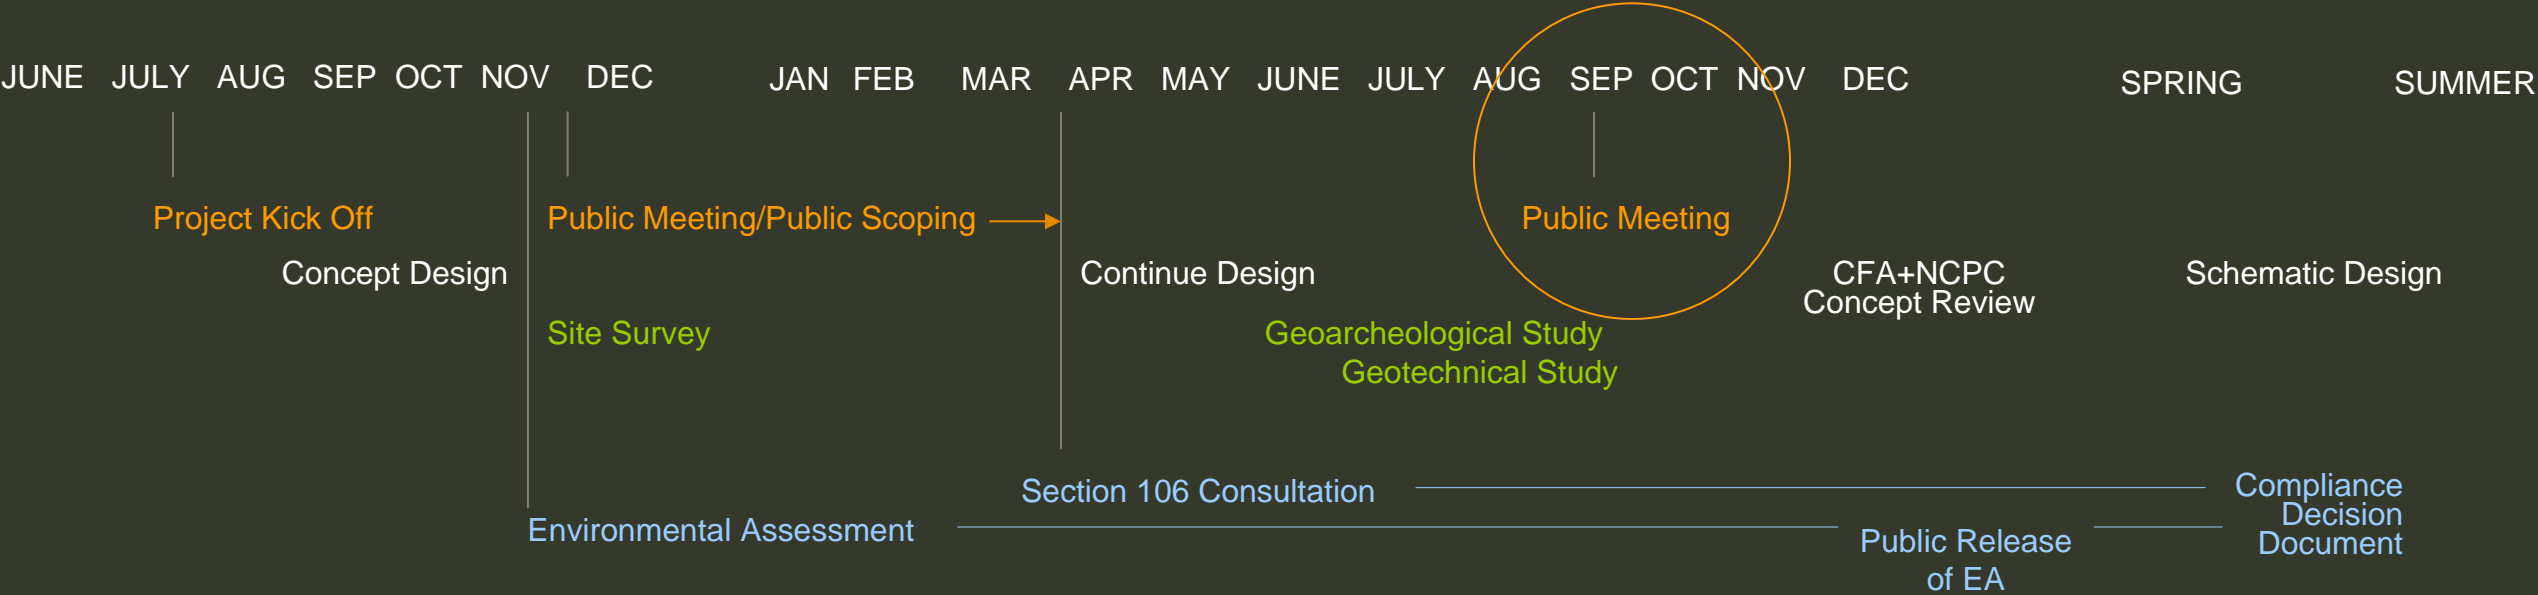 JUNE JULY AUG SEP OCT NOV DEC JAN FEB MAR APR MAY JUNE JULY AUG SEP OCT NOV DEC SPRING SUMMER
Project Kick Off Public Meeting/Public Scoping Public Meeting
Concept Design Continue Design CFA+NCPC Schematic Design
Concept Review
Site Survey Geoarcheological Study
Geotechnical Study
Section 106 Consultation Compliance
Decision
Environmental Assessment Public Release Document
of EA